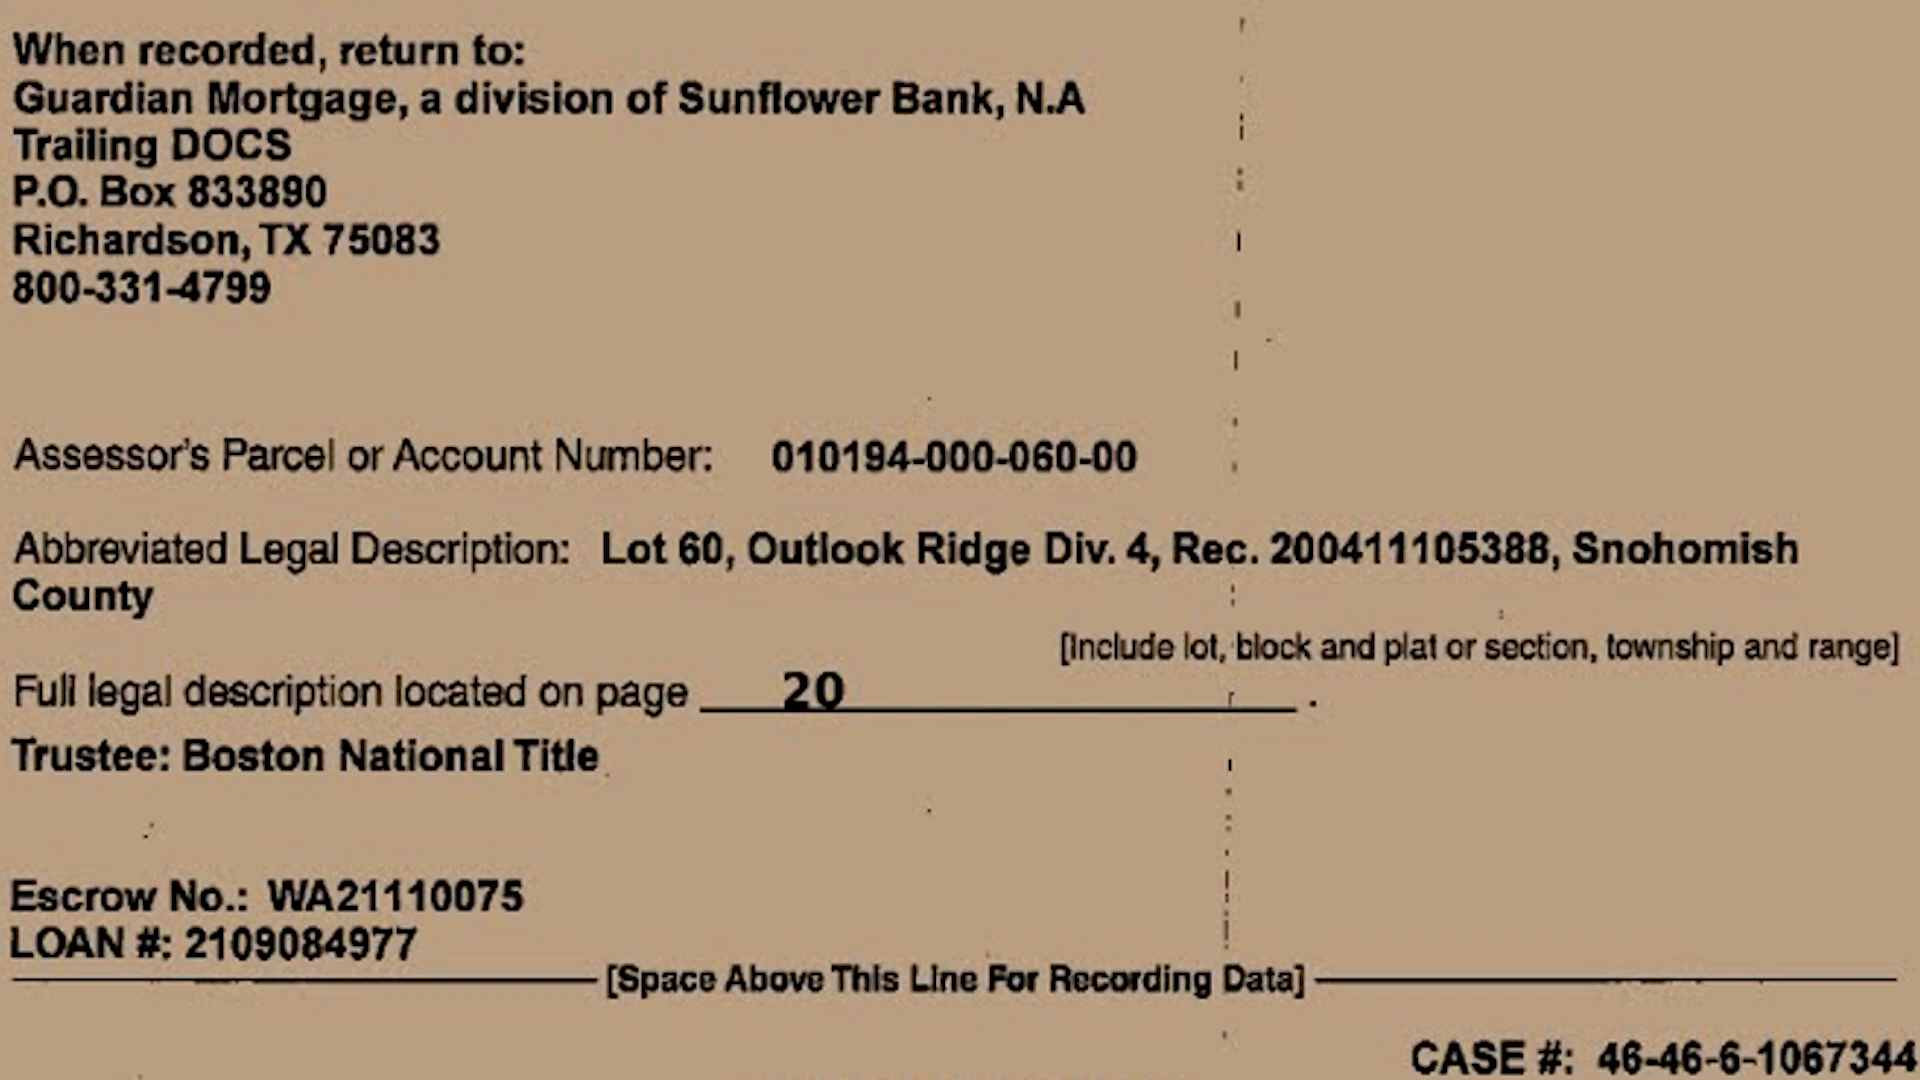 When recorded, return to:
Guardian Mortgage, a division of Sunflower Bank, N.A
Trailing DOCS
P.O. Box 833890
Richardson, TX 75083
800-331-4799
Assessor's Parcel or Account Number: 010194-000-060-00
Abbreviated Legal Description: Lot 60, Outlook Ridge Div. 4, Rec. 200411105388, Snohomish
County
[Include lot, block and plat or section, township and range]
Full legal description located on page 20 .
Trustee: Boston National Title
Escrow No.: WA21110075
LOAN #: 2109084977
[Space Above This Line For Recording Data]
CASE #: 46-46-6-1067344